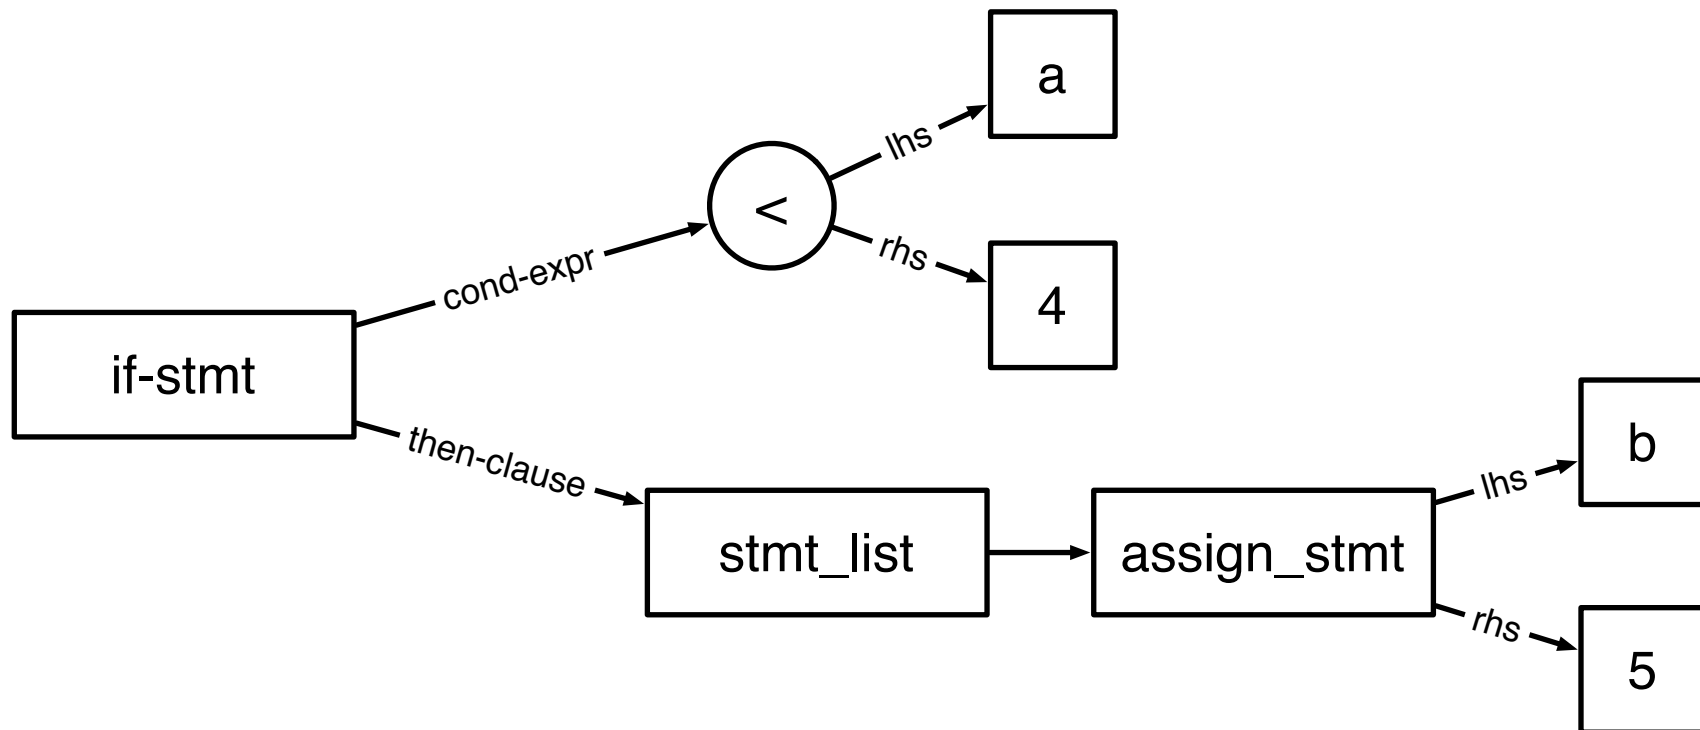 a
lhs
<
rhs
cond-expr
4
if-stmt
then-clause
b
lhs
stmt_list
assign_stmt
rhs
5